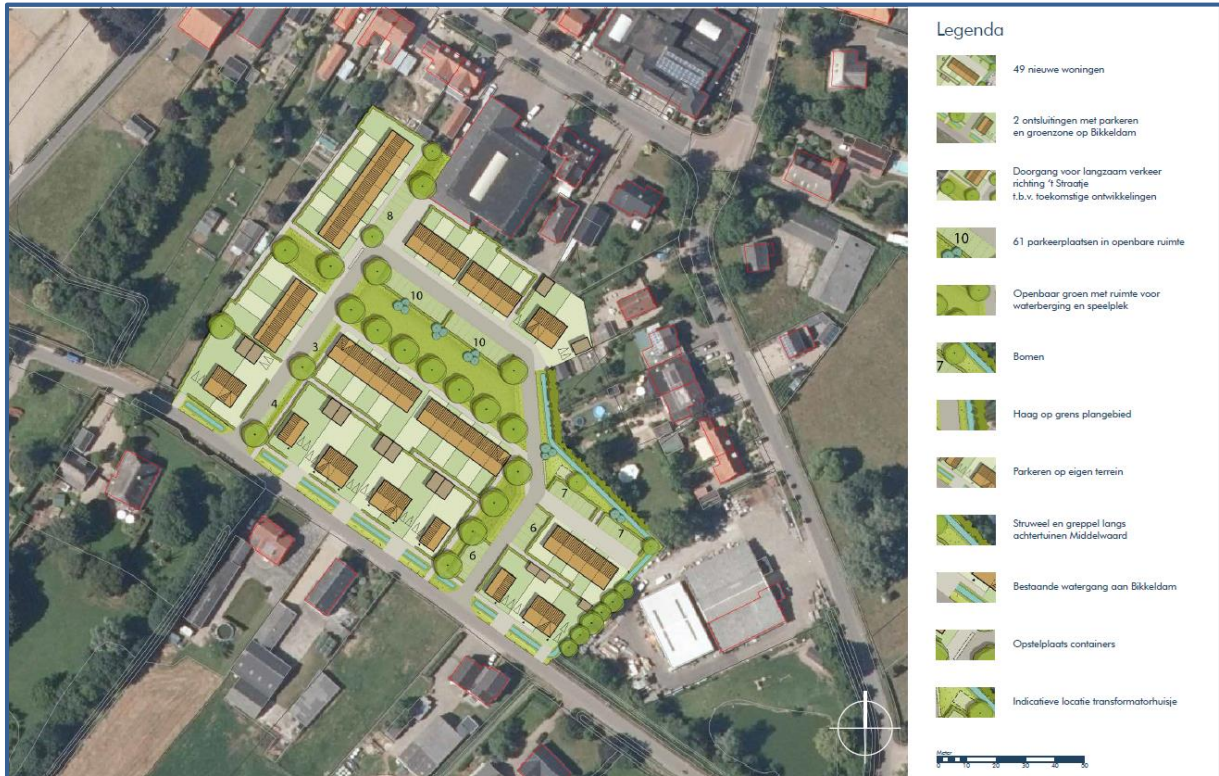 Legenda
49 nieuwe woningen
2 ontsluitingen met parkeren
en groenzone op Bikkeldam
Doorgang voor langzaam verkeer
richting 't Straatje
t.b.v. toekomstige ontwikkelingen
10
61 parkeerplaatsen in openbare ruimte
Openbaar groen met ruimte voor
waterberging en speelplek
7
Bomen
Haag op grens plangebied
Parkeren op eigen terrein
Struweel en greppel langs
achtertuinen Middelwaard
Bestaande watergang aan Bikkeldam
Opstelplaats containers
Indicatieve locatie transformatorhuisje
Meter
0 10 20 30 40 50
8
10
10
3
4
7
6
7
6